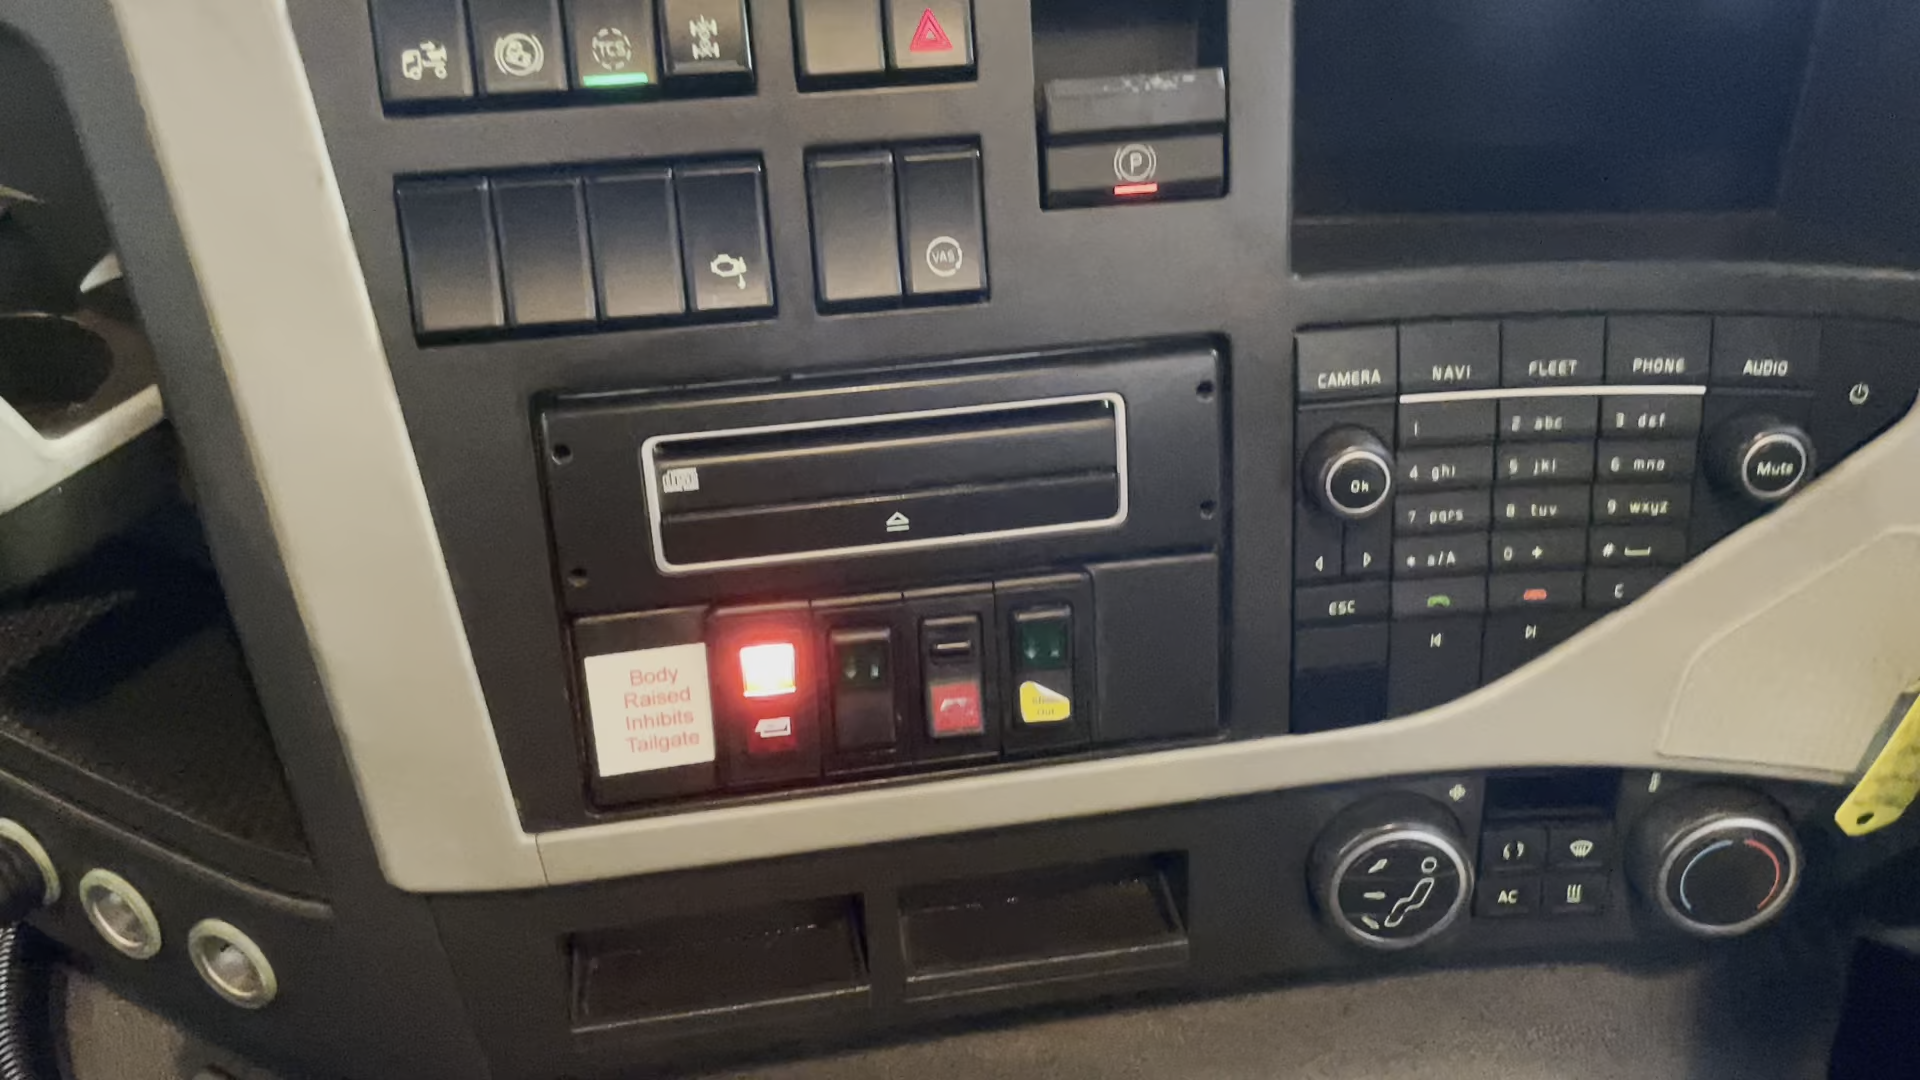 TCS
P
VAS
CAMERA NAVI FLEET PHONE AUDIO
1 2 abc 3 def
Ok 4 ghi 5 jkl 6 mno Mute
7 pqrs 8 tuv 9 wxyz
* a/A 0 + #
ESC C
Body
Raised
Inhibits
Tailgate
Out
AC